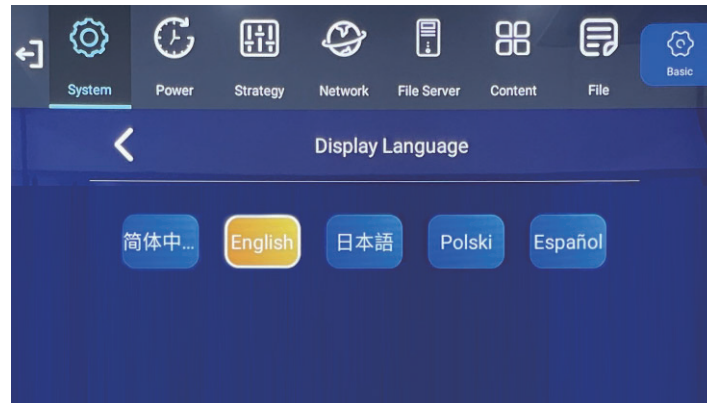 System Power Strategy Network File Server Content File Basic
Display Language
简体中... English 日本語 Polski Español